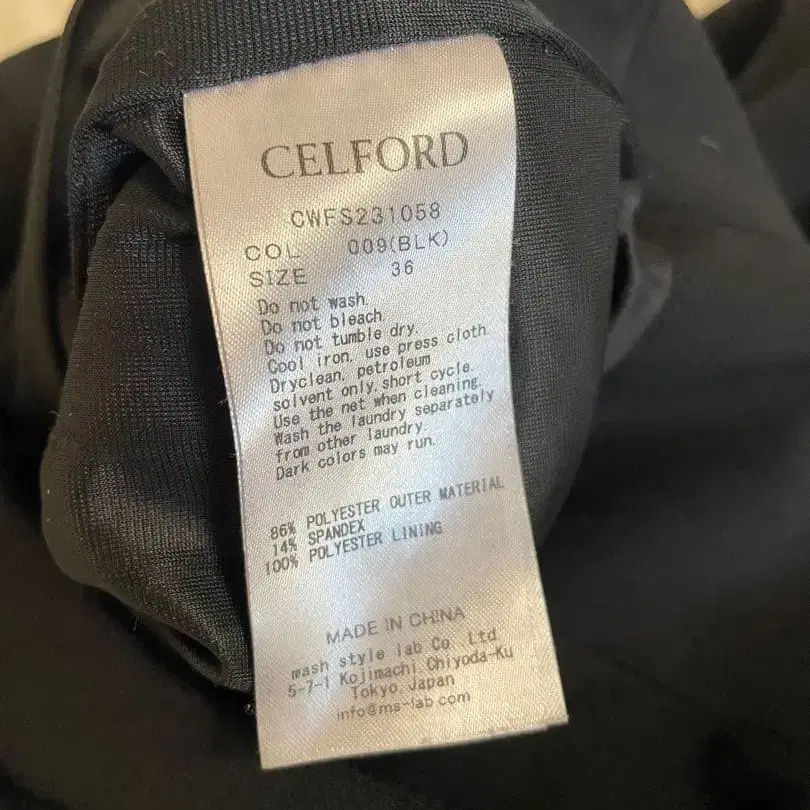 CELFORD
CWFS231058
COL 009(BLK)
SIZE 36
Do not wash.
Do not bleach.
Do not tumble dry.
Cool iron, use press cloth.
Dryclean, petroleum
solvent only, short cycle.
Use the net when cleaning.
Wash the laundry separately
from other laundry.
Dark colors may run.
86% POLYESTER OUTER MATERIAL
14% SPANDEX
100% POLYESTER LINING
MADE IN CHINA
mash style lab Co. Ltd.
5-7-1 Kojimachi Chiyoda-Ku
Tokyo, Japan
info@ms-lab.com